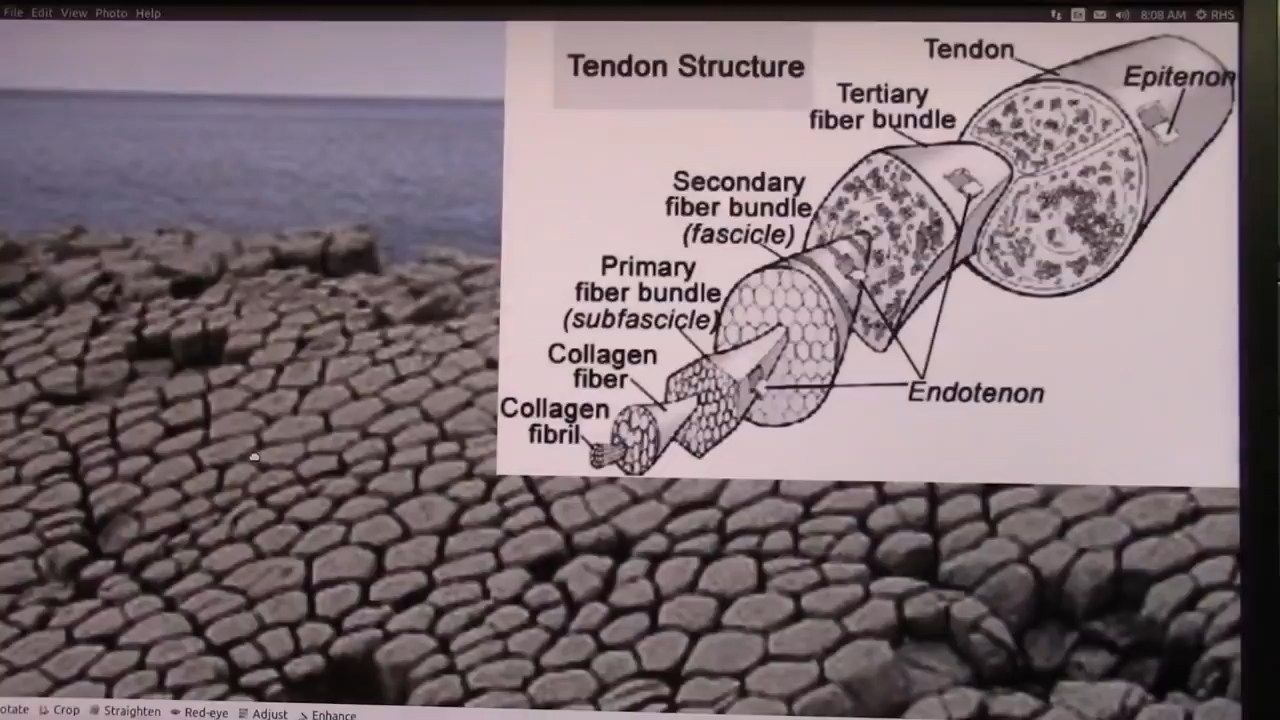 File Edit View Photo Help
8:08 AM RHS
Tendon Structure
Tendon
Epitenon
Tertiary
fiber bundle
Secondary
fiber bundle
(fascicle)
Primary
fiber bundle
(subfascicle)
Collagen
fiber
Collagen
fibril
Endotenon
otate Crop Straighten Red-eye Adjust Enhance